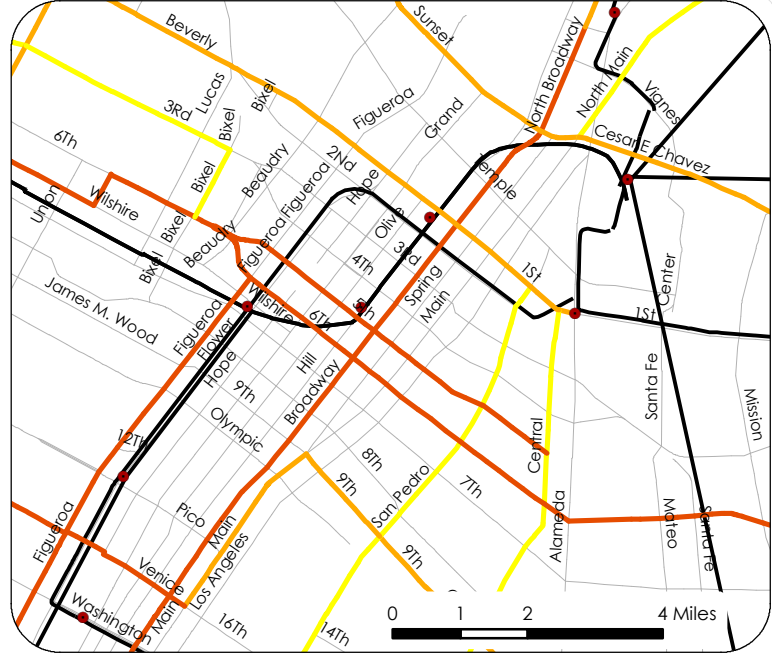 Beverly
Sunset
North Broadway
North Main
Vignes
Lucas
Bixel
Bixel
3Rd
Figueroa
Grand
Cesar E Chavez
6Th
Bixel
Beaudry
2Nd
Hope
Temple
Union
Wilshire
Bixel
Beaudry
Figueroa
Figueroa
Olive
3Rd
4Th
Bixel
1St
Center
Spring
Main
James M. Wood
Wilshire
6Th
5Th
1St
Figueroa
Flower
Hope
Hill
Broadway
9Th
Olympic
Santa Fe
Mission
12Th
8Th
7Th
9Th
San Pedro
Central
Alameda
Mateo
Santa Fe
Figueroa
Pico
Main
9Th
Venice
Los Angeles
Washington
Main
16Th
14Th
0 1 2 4 Miles